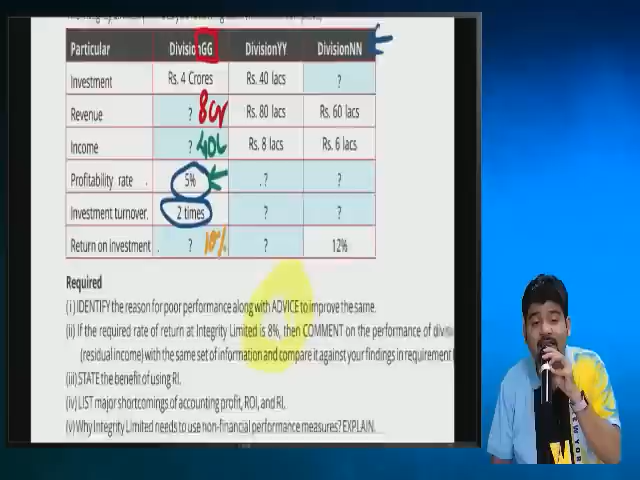 Particular DivisionGG DivisionYY DivisionNN
Investment Rs. 4 Crores Rs. 40 lacs ?
Revenue ? 8Cr Rs. 80 lacs Rs. 60 lacs
Income ? 40L Rs. 8 lacs Rs. 6 lacs
Profitability rate . 5% .? ?
Investment turnover. 2 times ? ?
Return on investment . ? 10% ? 12%
Required
(i) IDENTIFY the reason for poor performance along with ADVICE to improve the same.
(ii) If the required rate of return at Integrity Limited is 8%, then COMMENT on the performance of
(residual income) with the same set of information and compare it against your findings in requirement
(iii) STATE the benefit of using RI.
(iv) LIST major shortcomings of accounting profit, ROI, and RI.
(v) Why Integrity Limited needs to use non-financial performance measures? EXPLAIN.
NEW YOR